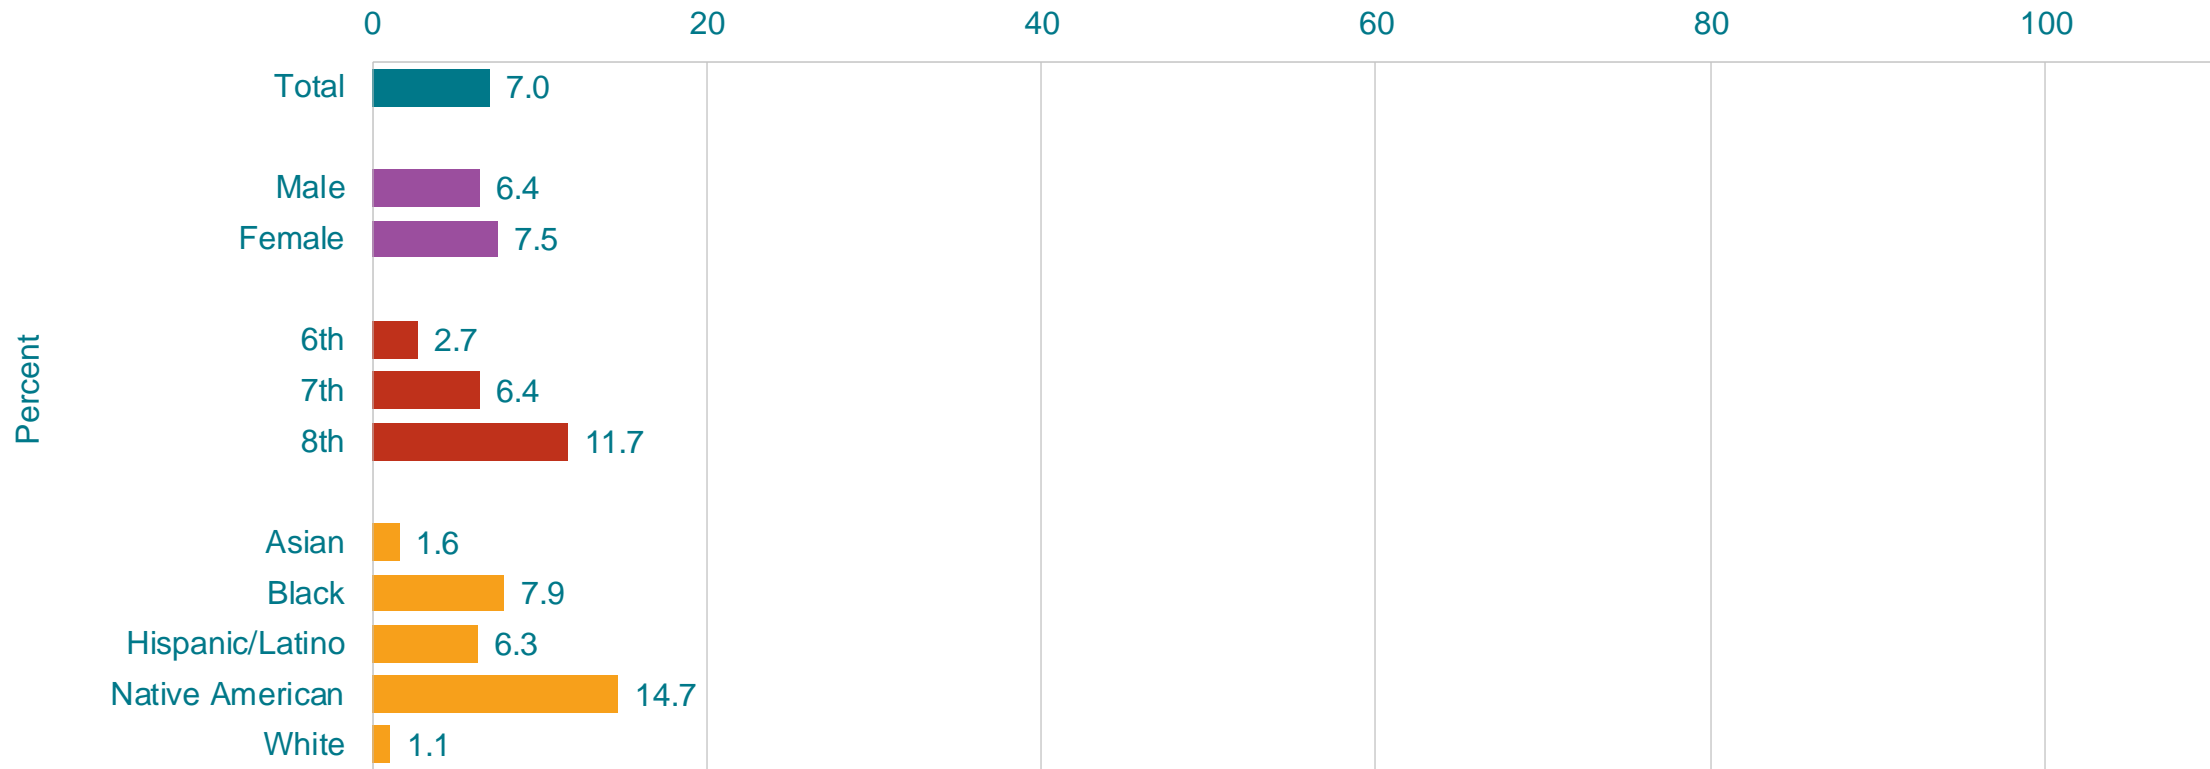 0 20 40 60 80 100
Total 7.0
Male 6.4
Female 7.5
Percent
6th 2.7
7th 6.4
8th 11.7
Asian 1.6
Black 7.9
Hispanic/Latino 6.3
Native American 14.7
White 1.1